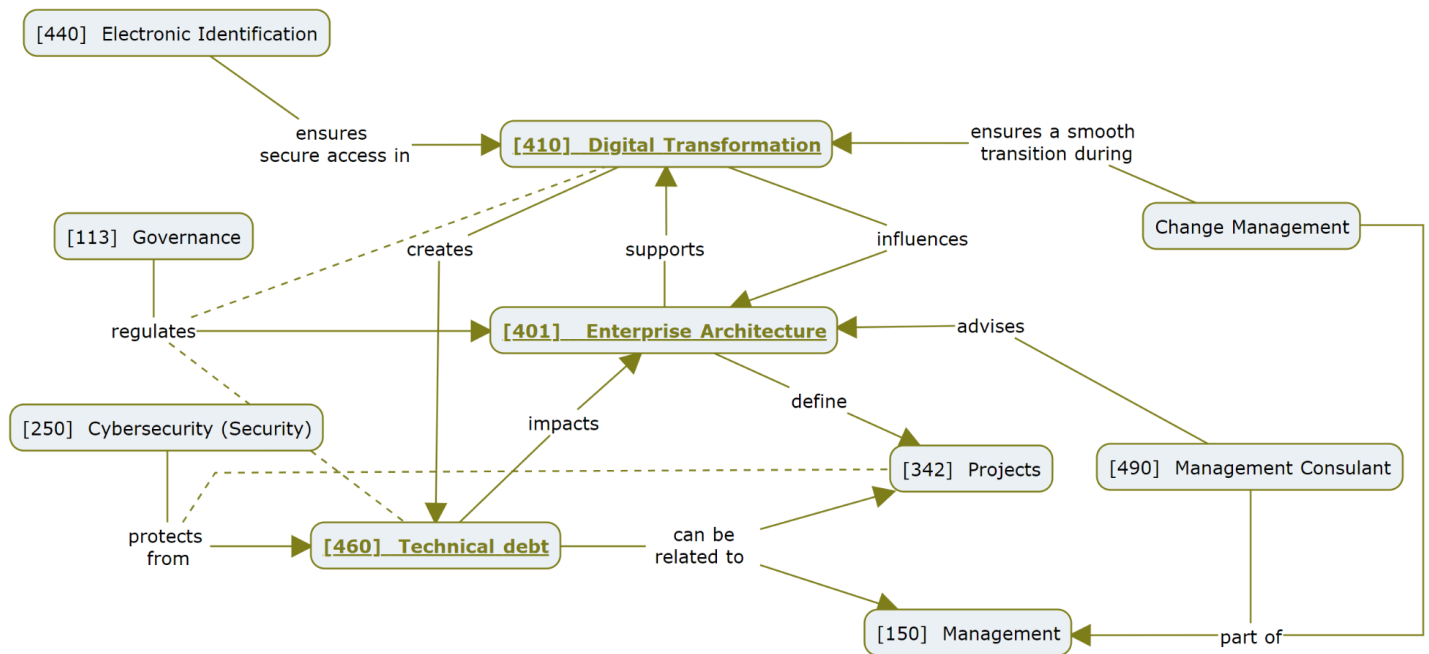 [440]  Electronic Identification
ensures
secure access in
[410]  Digital Transformation
ensures a smooth
transition during
[113]  Governance
creates
supports
influences
Change Management
regulates
[401]  Enterprise Architecture
advises
[250]  Cybersecurity (Security)
impacts
define
[342]  Projects
[490]  Management Consulant
protects
from
[460]  Technical debt
can be
related to
[150]  Management
part of